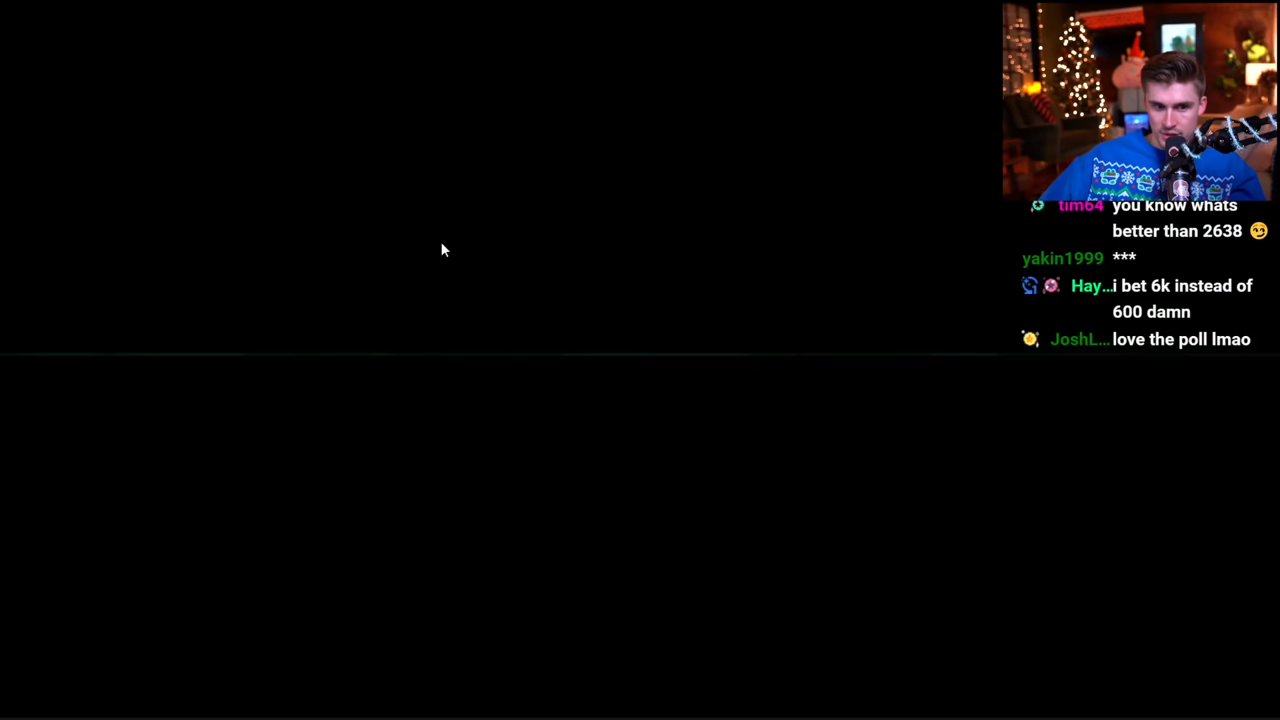 tim64 you know whats
better than 2638 😏
yakin1999 ***
Hay… i bet 6k instead of
600 damn
JoshL… love the poll lmao